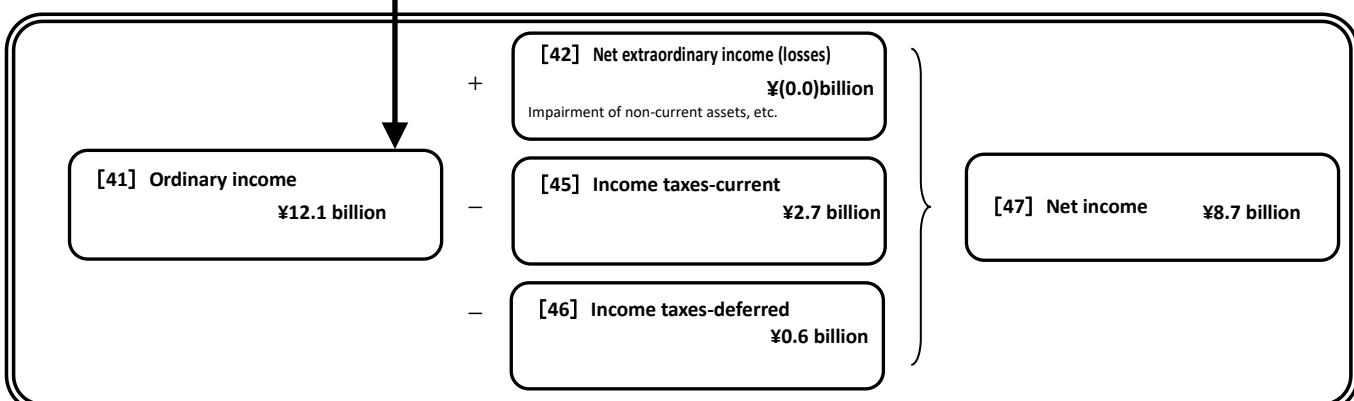 [42] Net extraordinary income (losses)
+
¥(0.0)billion
Impairment of non-current assets, etc.
[41] Ordinary income
¥12.1 billion
−
[45] Income taxes-current
¥2.7 billion
[47] Net income ¥8.7 billion
−
[46] Income taxes-deferred
¥0.6 billion